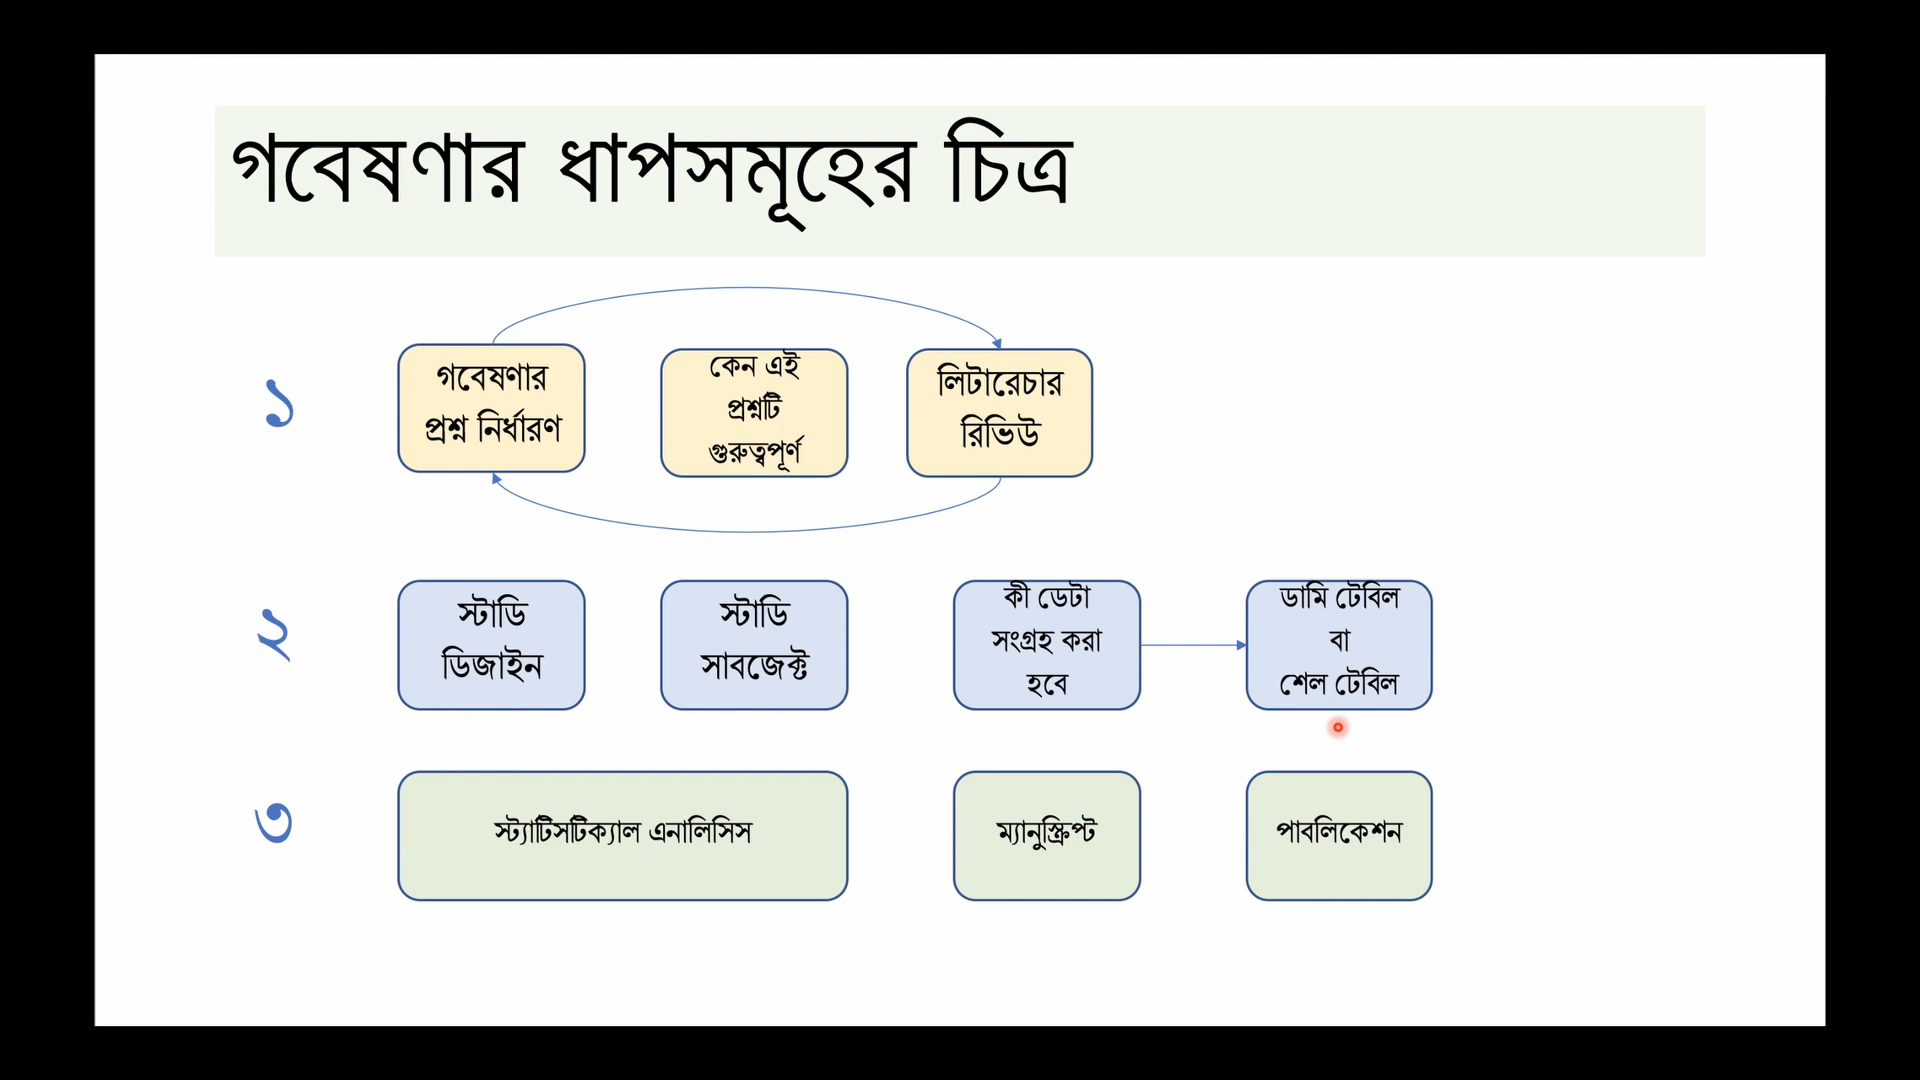 গবেষণার ধাপসমূহের চিত্র
১
গবেষণার
প্রশ্ন নির্ধারণ
কেন এই
প্রশ্নটি
গুরুত্বপূর্ণ
লিটারেচার
রিভিউ
২
স্টাডি
ডিজাইন
স্টাডি
সাবজেক্ট
কী ডেটা
সংগ্রহ করা
হবে
ডামি টেবিল
বা
শেল টেবিল
৩
স্ট্যাটিসটিক্যাল এনালিসিস
ম্যানুস্ক্রিপ্ট
পাবলিকেশন